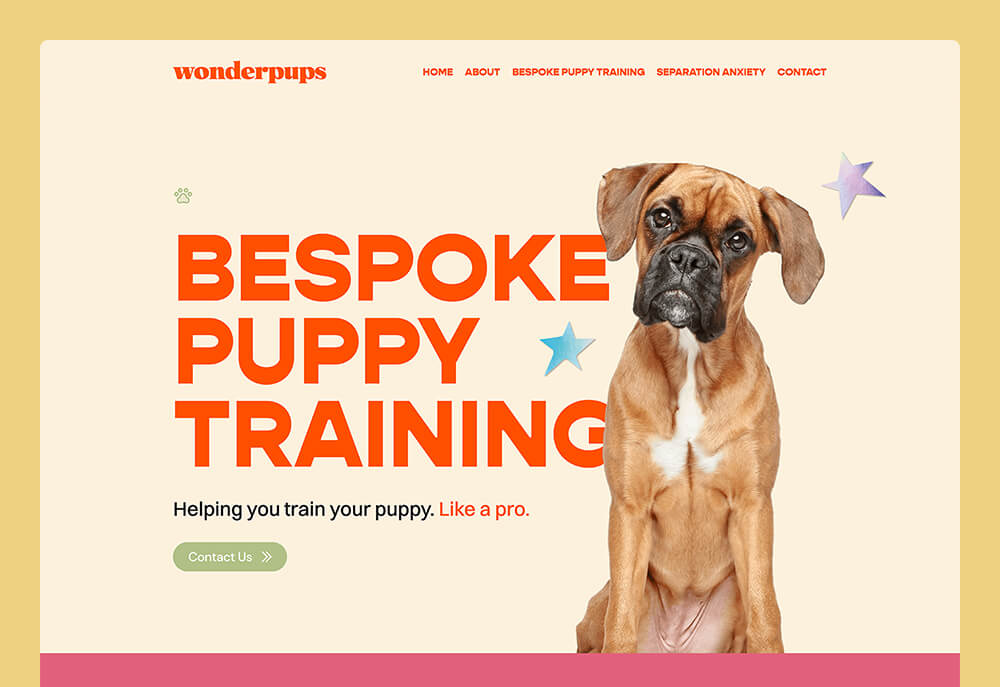 wonderpups
HOME ABOUT BESPOKE PUPPY TRAINING SEPARATION ANXIETY CONTACT
BESPOKE
PUPPY
TRAINING
Helping you train your puppy. Like a pro.
Contact Us